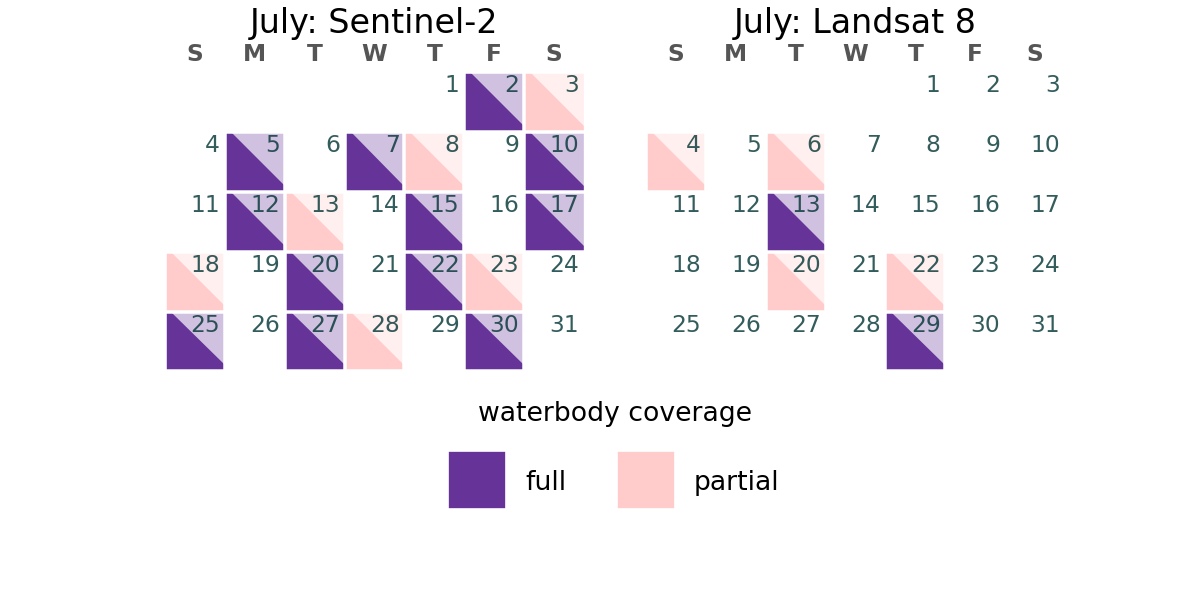 July: Sentinel-2
S M T W T F S
1 2 3
4 5 6 7 8 9 10
11 12 13 14 15 16 17
18 19 20 21 22 23 24
25 26 27 28 29 30 31
July: Landsat 8
S M T W T F S
1 2 3
4 5 6 7 8 9 10
11 12 13 14 15 16 17
18 19 20 21 22 23 24
25 26 27 28 29 30 31
waterbody coverage
full partial